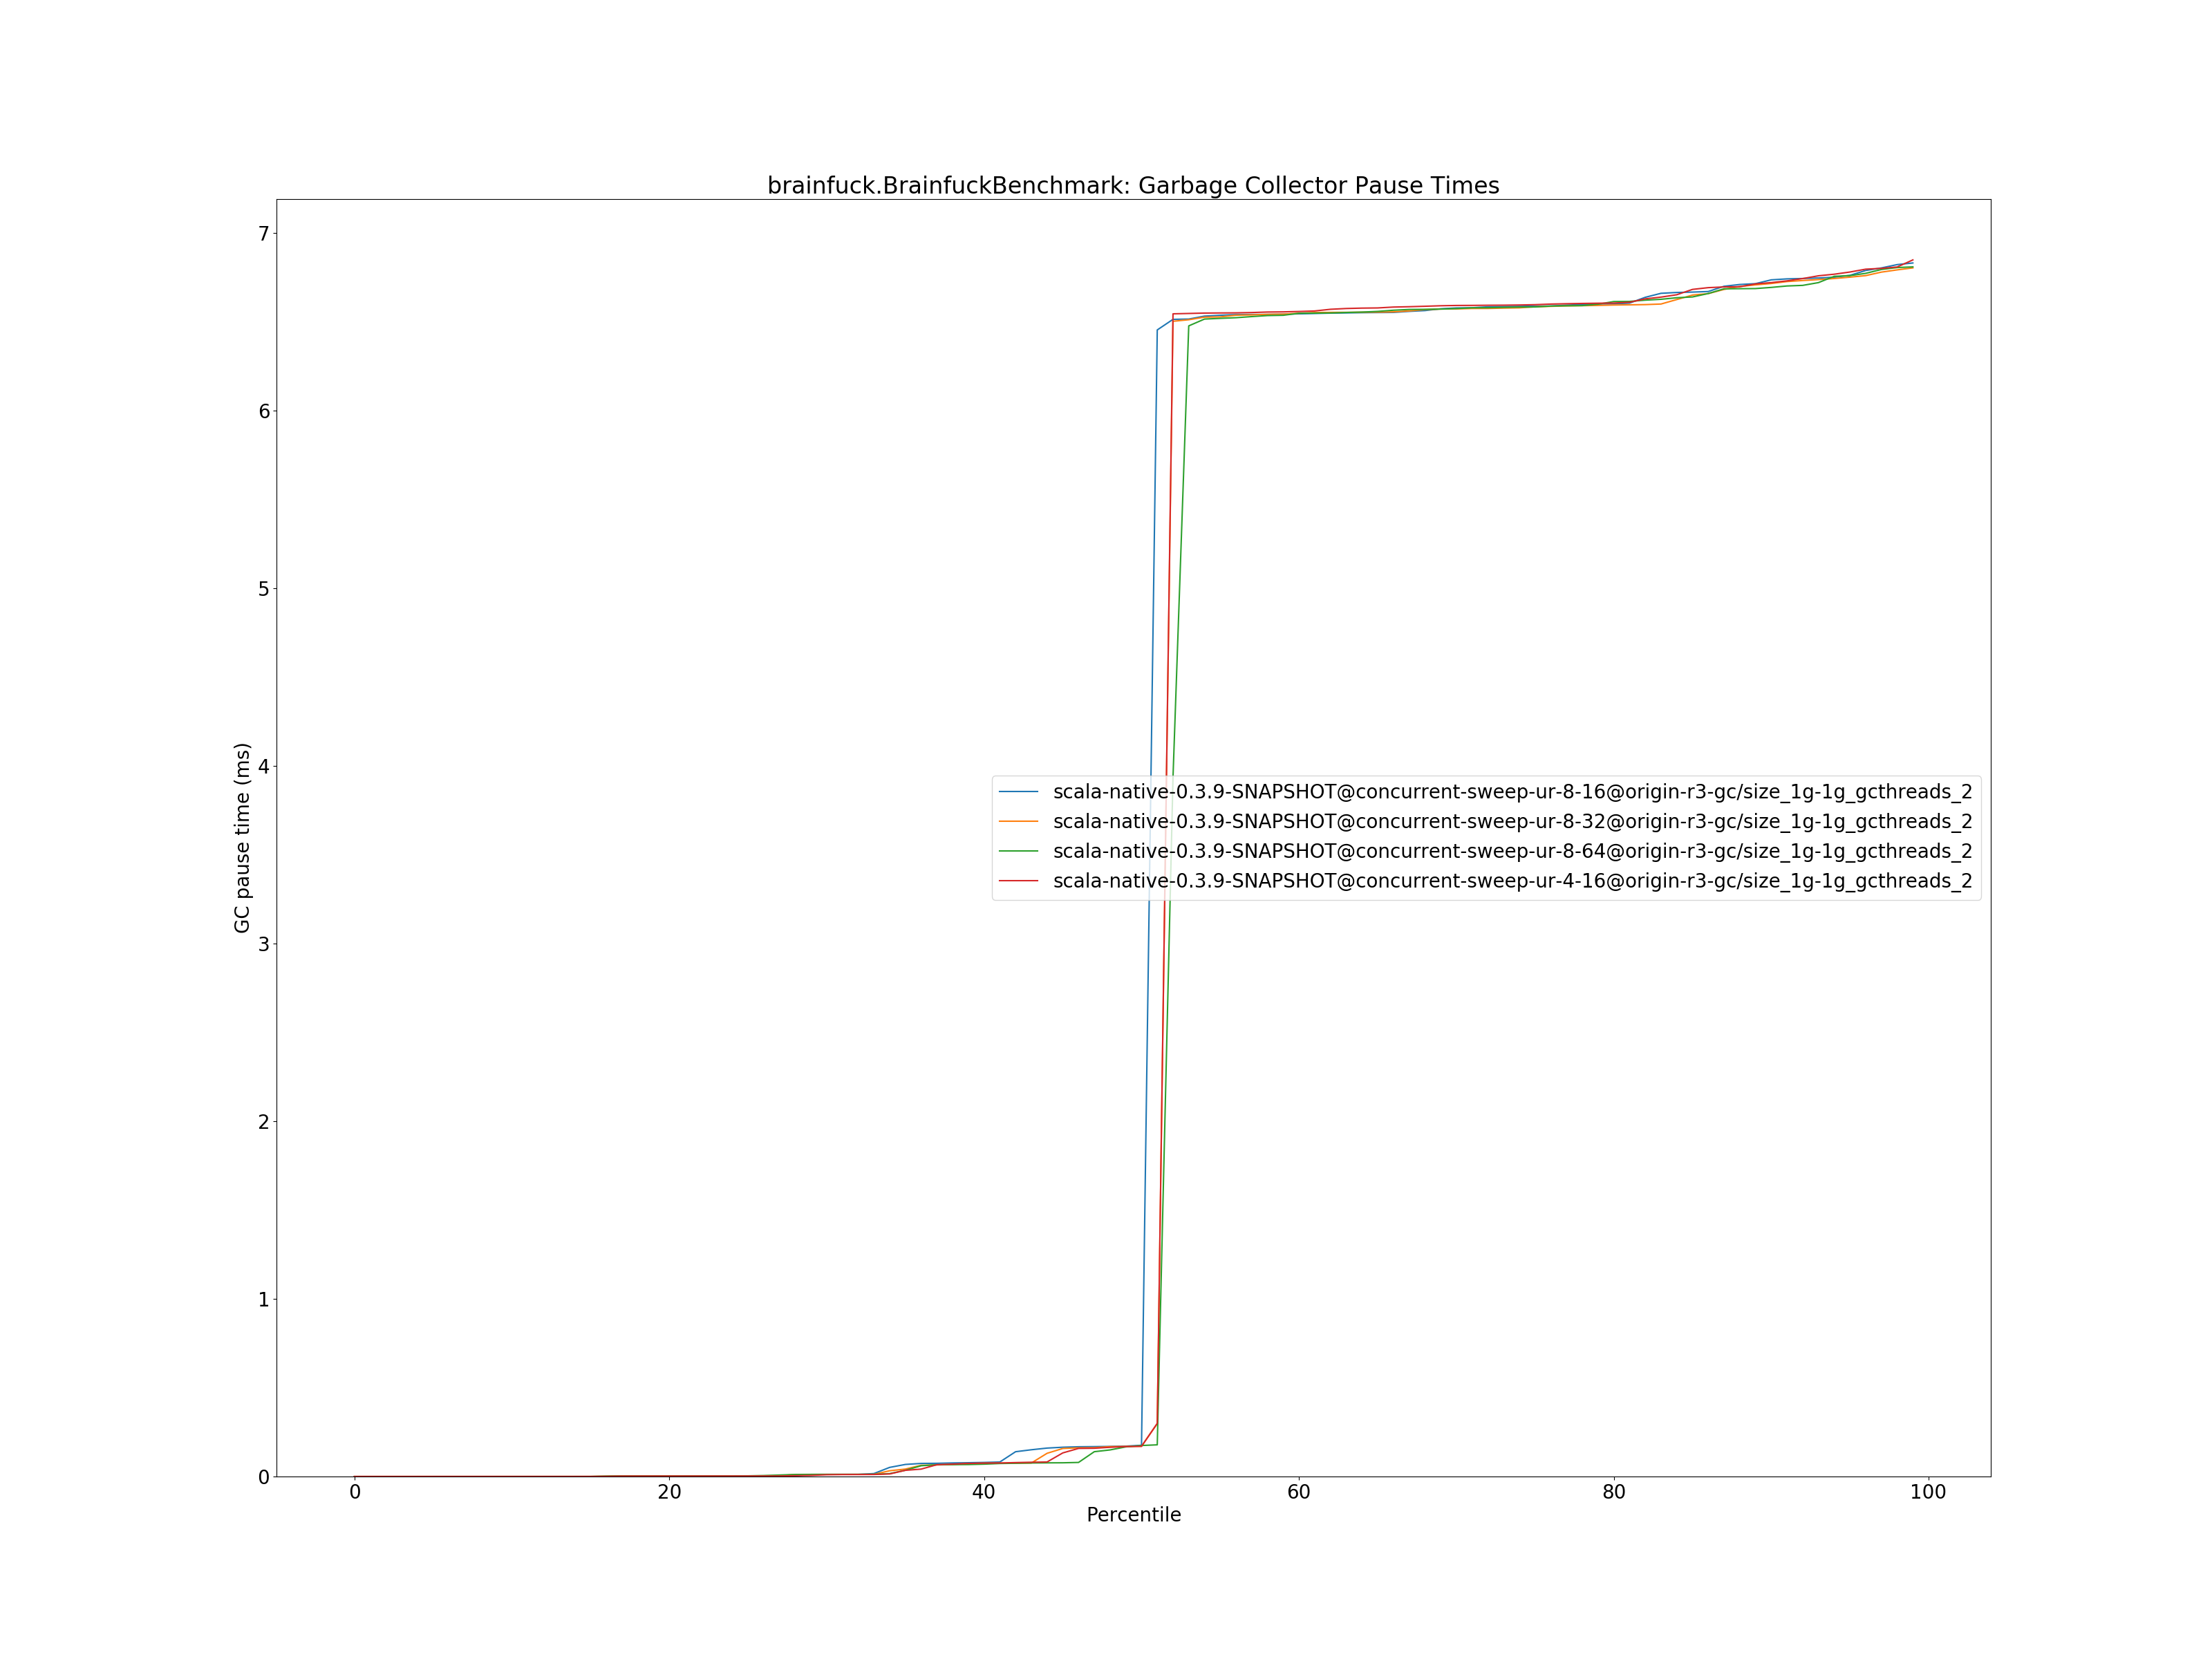 brainfuck.BrainfuckBenchmark: Garbage Collector Pause Times
7
6
5
4
3
2
1
0
GC pause time (ms)
scala-native-0.3.9-SNAPSHOT@concurrent-sweep-ur-8-16@origin-r3-gc/size_1g-1g_gcthreads_2
scala-native-0.3.9-SNAPSHOT@concurrent-sweep-ur-8-32@origin-r3-gc/size_1g-1g_gcthreads_2
scala-native-0.3.9-SNAPSHOT@concurrent-sweep-ur-8-64@origin-r3-gc/size_1g-1g_gcthreads_2
scala-native-0.3.9-SNAPSHOT@concurrent-sweep-ur-4-16@origin-r3-gc/size_1g-1g_gcthreads_2
0 20 40 60 80 100
Percentile